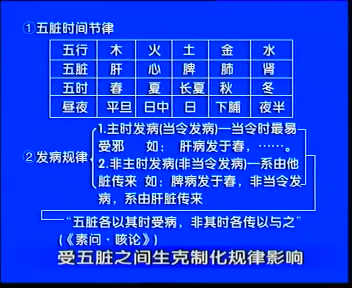 ①五脏时间节律
五行 木 火 土 金 水
五脏 肝 心 脾 肺 肾
五时 春 夏 长夏 秋 冬
昼夜 平旦 日中 日 下晡 夜半
②发病规律
1.主时发病(当令发病)—当令时最易
受邪 如： 肝病发于春，……。
2.非主时发病(非当令发病)—系由他
脏传来 如：脾病发于春，非当令发
病，系由肝脏传来
“五脏各以其时受病，非其时各传以与之”
(《素问·咳论》)
受五脏之间生克制化规律影响